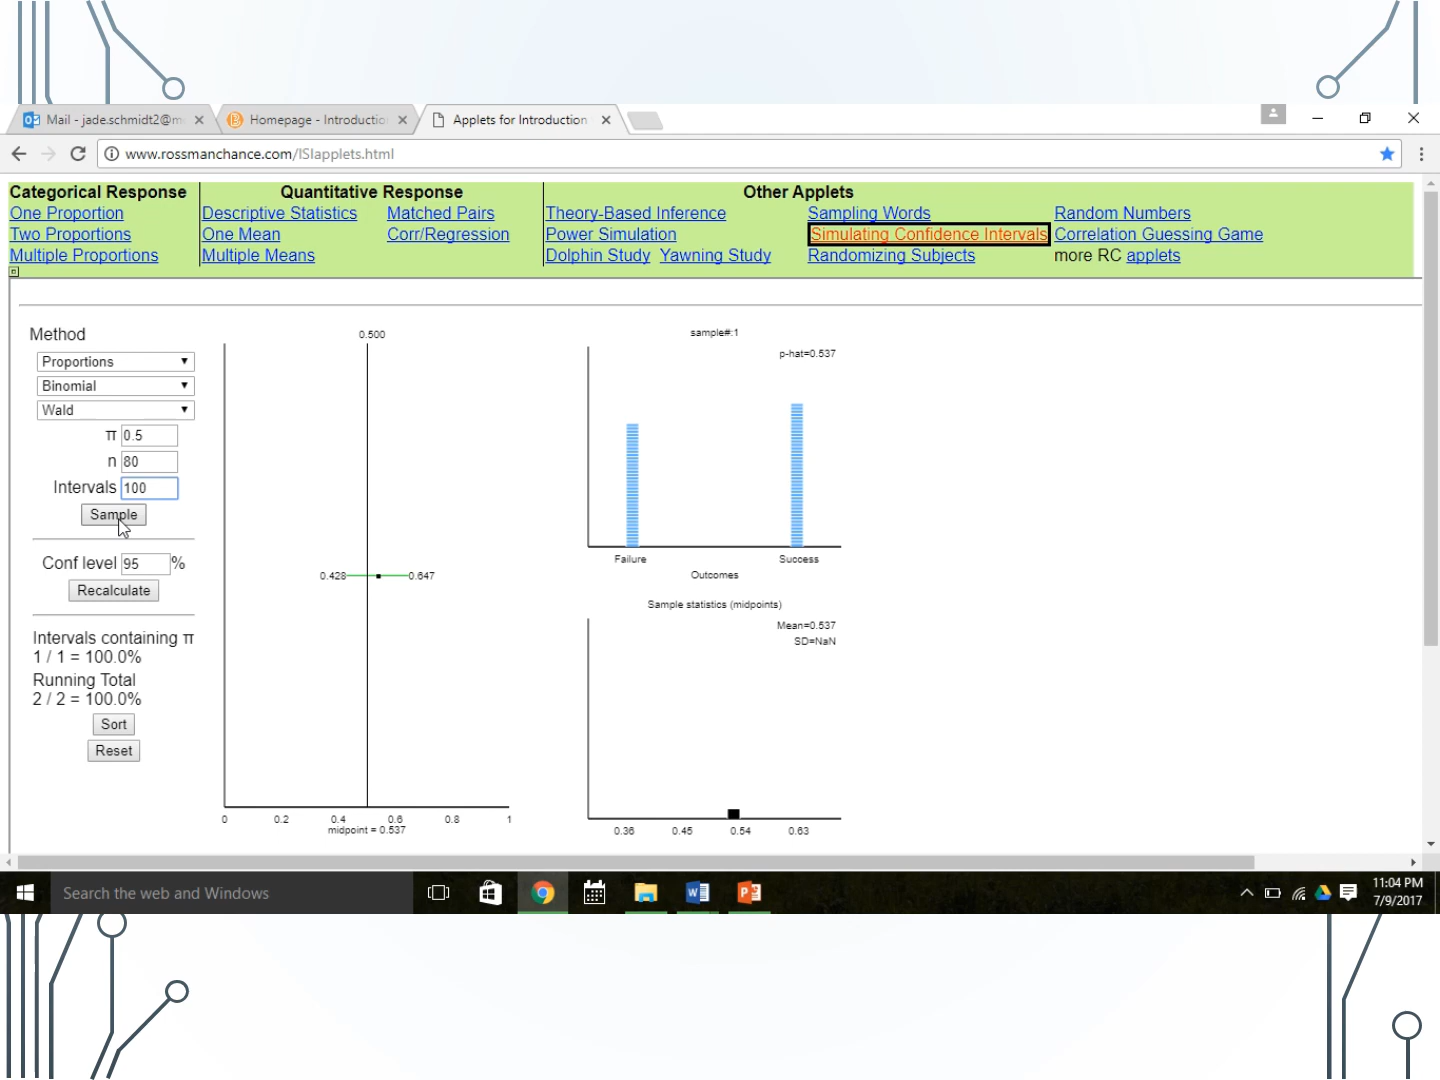 Mail - jade.schmidt2@m
Homepage - Introductio
Applets for Introduction
www.rossmanchance.com/ISIapplets.html
Categorical Response
Quantitative Response
Other Applets
One Proportion
Descriptive Statistics
Matched Pairs
Theory-Based Inference
Sampling Words
Random Numbers
Two Proportions
One Mean
Corr/Regression
Power Simulation
Simulating Confidence Intervals
Correlation Guessing Game
Multiple Proportions
Multiple Means
Dolphin Study Yawning Study
Randomizing Subjects
more RC applets
Method
Proportions
Binomial
Wald
π 0.5
n 80
Intervals 100
Sample
Conf level 95 %
Recalculate
Intervals containing π
1 / 1 = 100.0%
Running Total
2 / 2 = 100.0%
Sort
Reset
0.500
0.428
0.647
0 0.2 0.4 0.6 0.8 1
midpoint = 0.537
sample#:1
p-hat=0.537
Failure Success
Outcomes
Sample statistics (midpoints)
Mean=0.537
SD=NaN
0.36 0.45 0.54 0.63
Search the web and Windows
11:04 PM
7/9/2017